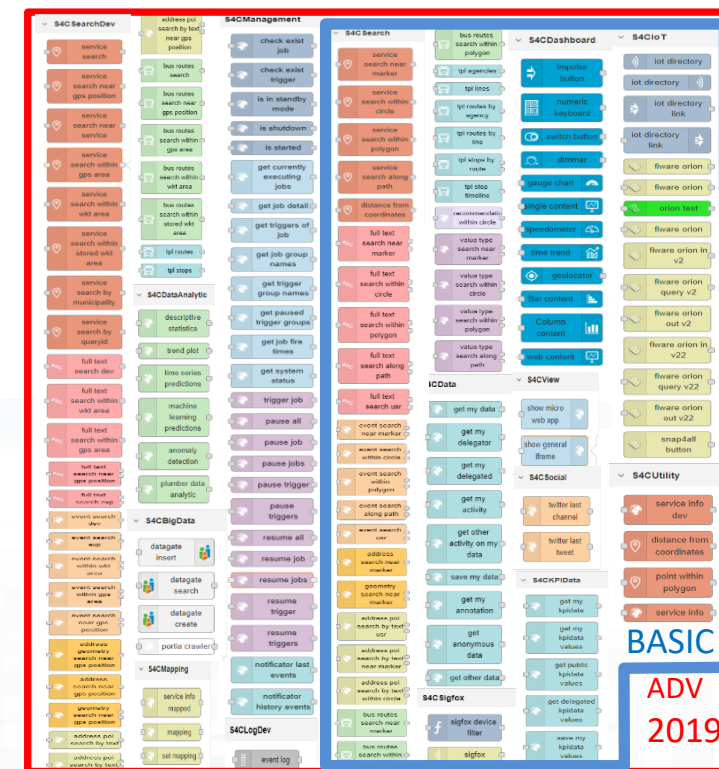 S4CSearchDev
service
search
service
search near
gps position
service
search near
service
service
search within
gps area
service
search within
wkt area
service
search within
stored wkt
area
service
search by
municipality
service
search by
queryid
full text
search dev
full text
search within
wkt area
full text
search within
gps area
full text
search near
gps position
full text
search exp
event search
dev
event search
exp
event search
within wkt
area
event search
within gps
area
event search
near gps
position
address
geometry
search near
gps position
address
search near
gps position
geometry
search near
gps position
address poi
search by text
address poi
search by text
near gps
position
bus routes
search
bus routes
search near
gps position
bus routes
search within
gps area
bus routes
search within
wkt area
bus routes
search within
stored wkt
area
tpl routes
tpl stops
S4CDataAnalytic
descriptive
statistics
trend plot
time series
predictions
machine
learning
predictions
anomaly
detection
plumber data
analytic
S4CBigData
datagate
insert
datagate
search
datagate
create
portia crawler
S4CMapping
service info
mapped
mapping
set mapping
S4CManagement
check exist
job
check exist
trigger
is in standby
mode
is shutdown
is started
get currently
executing
jobs
get job detail
get triggers of
job
get job group
names
get trigger
group names
get paused
trigger groups
get job fire
times
get system
status
trigger job
pause all
pause job
pause jobs
pause trigger
pause
triggers
resume all
resume job
resume jobs
resume
trigger
resume
triggers
notificator last
events
notificator
history events
S4CLogDev
event log
S4CSearch
service
search near
marker
service
search within
circle
service
search within
polygon
service
search along
path
distance from
coordinates
full text
search near
marker
full text
search within
circle
full text
search within
polygon
full text
search along
path
full text
search usr
event search
near marker
event search
within circle
event search
within
polygon
event search
along path
event search
usr
address
search near
marker
geometry
search near
marker
address poi
search by text
usr
address poi
search by text
near marker
address poi
search by text
within circle
bus routes
search near
marker
bus routes
search within
bus routes
search within
polygon
tpl agencies
tpl lines
tpl routes by
agency
tpl routes by
line
tpl stops by
route
tpl stop
timeline
recommendatic
within circle
value type
search near
marker
value type
search within
circle
value type
search within
polygon
value type
search along
path
4CData
get my data
get my
delegator
get my
delegated
get my
activity
get other
activity on my
data
save my data
get my
annotation
get
anonymous
data
get other data
S4CSigfox
sigfox device
filter
sigfox
S4CDashboard
impulse
button
numeric
keyboard
switch button
dimmer
gauge chart
single content
speedometer
time trend
geolocator
Bar content
Column
content
web content
S4CView
show micro
web app
show general
iframe
S4CSocial
twitter last
channel
twitter last
tweet
S4CKPIData
get my
kpidata
get my
kpidata
values
get public
kpidata
values
get delegated
kpidata
values
save my
kpidata
values
S4CIoT
iot directory
iot directory
iot directory
link
iot directory
link
fiware orion
fiware orion
orion test
fiware orion
fiware orion in
v2
fiware orion
query v2
fiware orion
out v2
fiware orion in
v22
fiware orion
query v22
fiware orion
out v22
snap4all
button
S4CUtility
service info
dev
distance from
coordinates
point within
polygon
service info
BASIC
ADV
2019